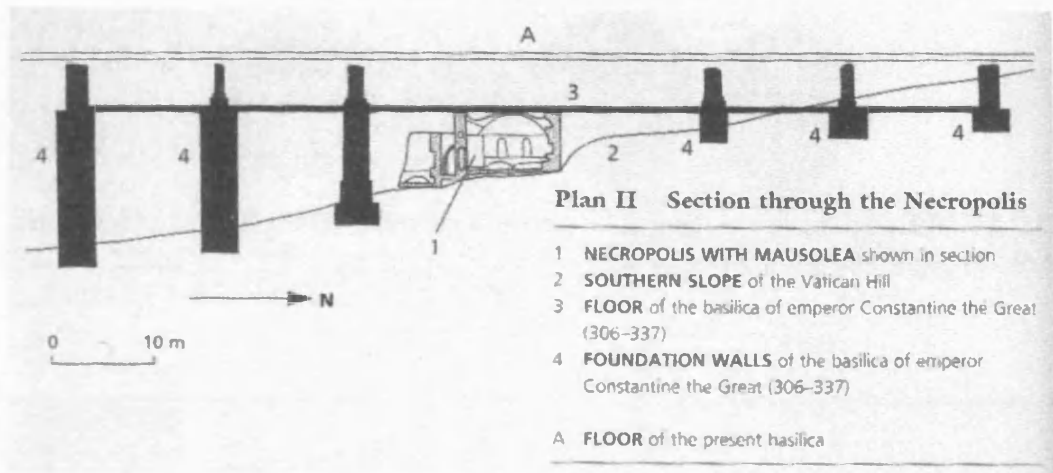 A
3
4
4
2
4
4
4
1
Plan II Section through the Necropolis
N
0 10 m
1 NECROPOLIS WITH MAUSOLEA shown in section
2 SOUTHERN SLOPE of the Vatican Hill
3 FLOOR of the basilica of emperor Constantine the Great
(306–337)
4 FOUNDATION WALLS of the basilica of emperor
Constantine the Great (306–337)
A FLOOR of the present basilica